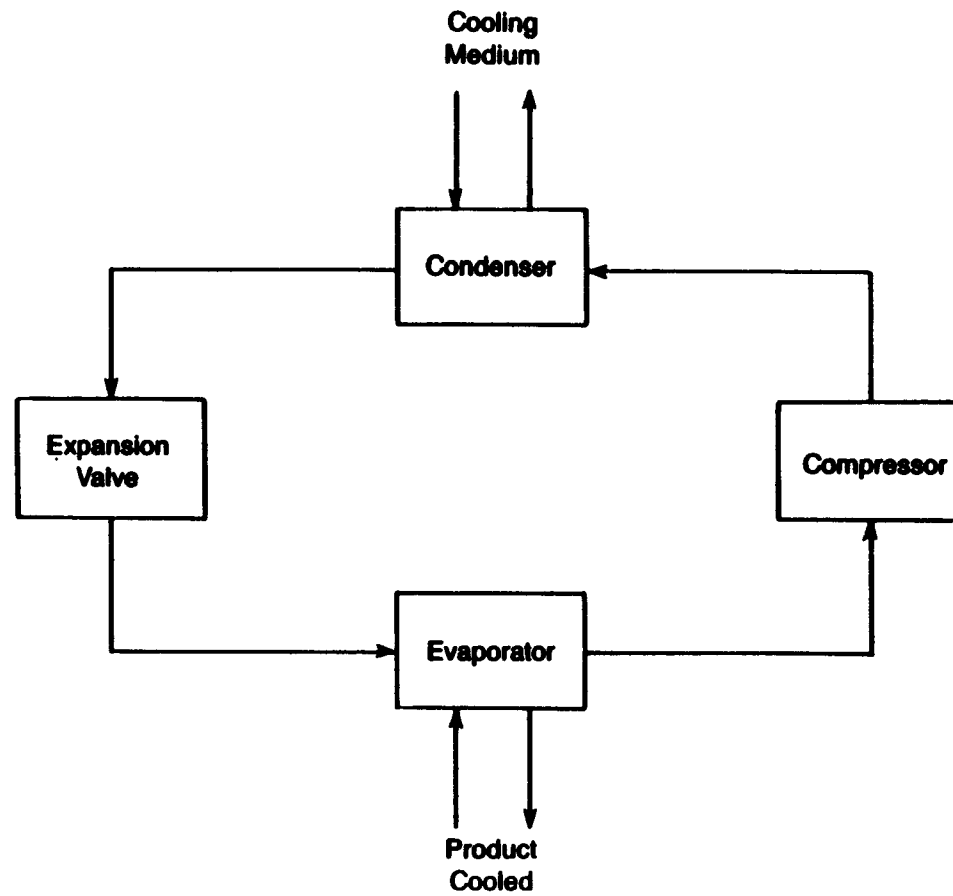 Cooling
Medium
Condenser
Expansion
Valve
Compressor
Evaporator
Product
Cooled